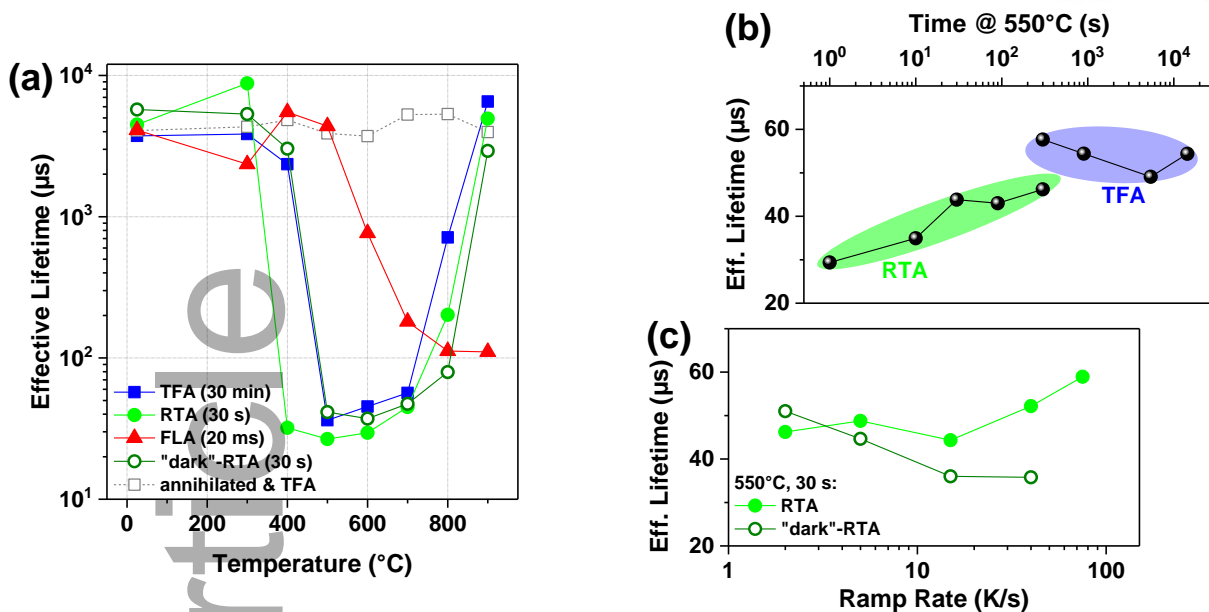 (a)
10⁴
10³
10²
10¹
Effective Lifetime (µs)
0 200 400 600 800
Temperature (°C)
TFA (30 min)
RTA (30 s)
FLA (20 ms)
"dark"-RTA (30 s)
annihilated & TFA
rticle
(b)
Time @ 550°C (s)
10⁰ 10¹ 10² 10³ 10⁴
60
40
20
Eff. Lifetime (µs)
RTA
TFA
(c)
60
40
20
Eff. Lifetime (µs)
550°C, 30 s:
RTA
"dark"-RTA
1 10 100
Ramp Rate (K/s)